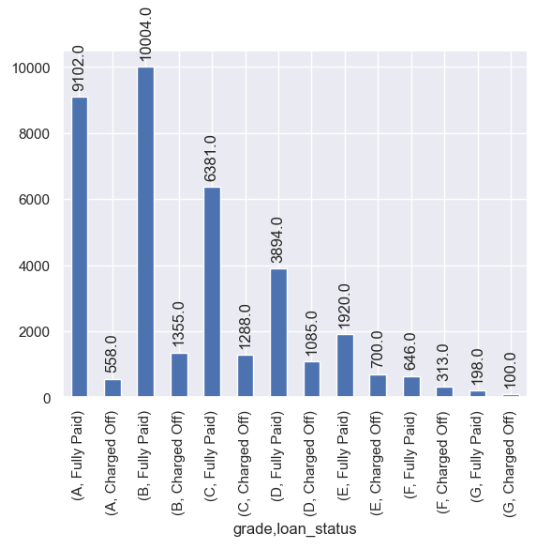 9102.0
558.0
10004.0
1355.0
6381.0
1288.0
3894.0
1085.0
1920.0
700.0
646.0
313.0
198.0
100.0
10000
8000
6000
4000
2000
0
(A, Fully Paid)
(A, Charged Off)
(B, Fully Paid)
(B, Charged Off)
(C, Fully Paid)
(C, Charged Off)
(D, Fully Paid)
(D, Charged Off)
(E, Fully Paid)
(E, Charged Off)
(F, Fully Paid)
(F, Charged Off)
(G, Fully Paid)
(G, Charged Off)
grade,loan_status